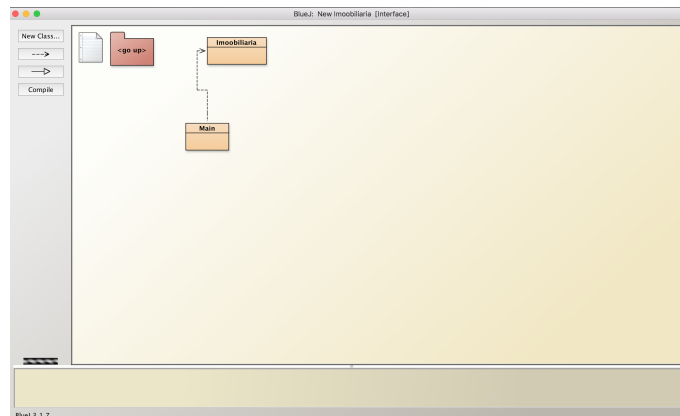 BlueJ: New Imoobiliaria [Interface]
New Class...
Compile
<go up>
Imoobiliaria
Main
BlueJ 3.1.7